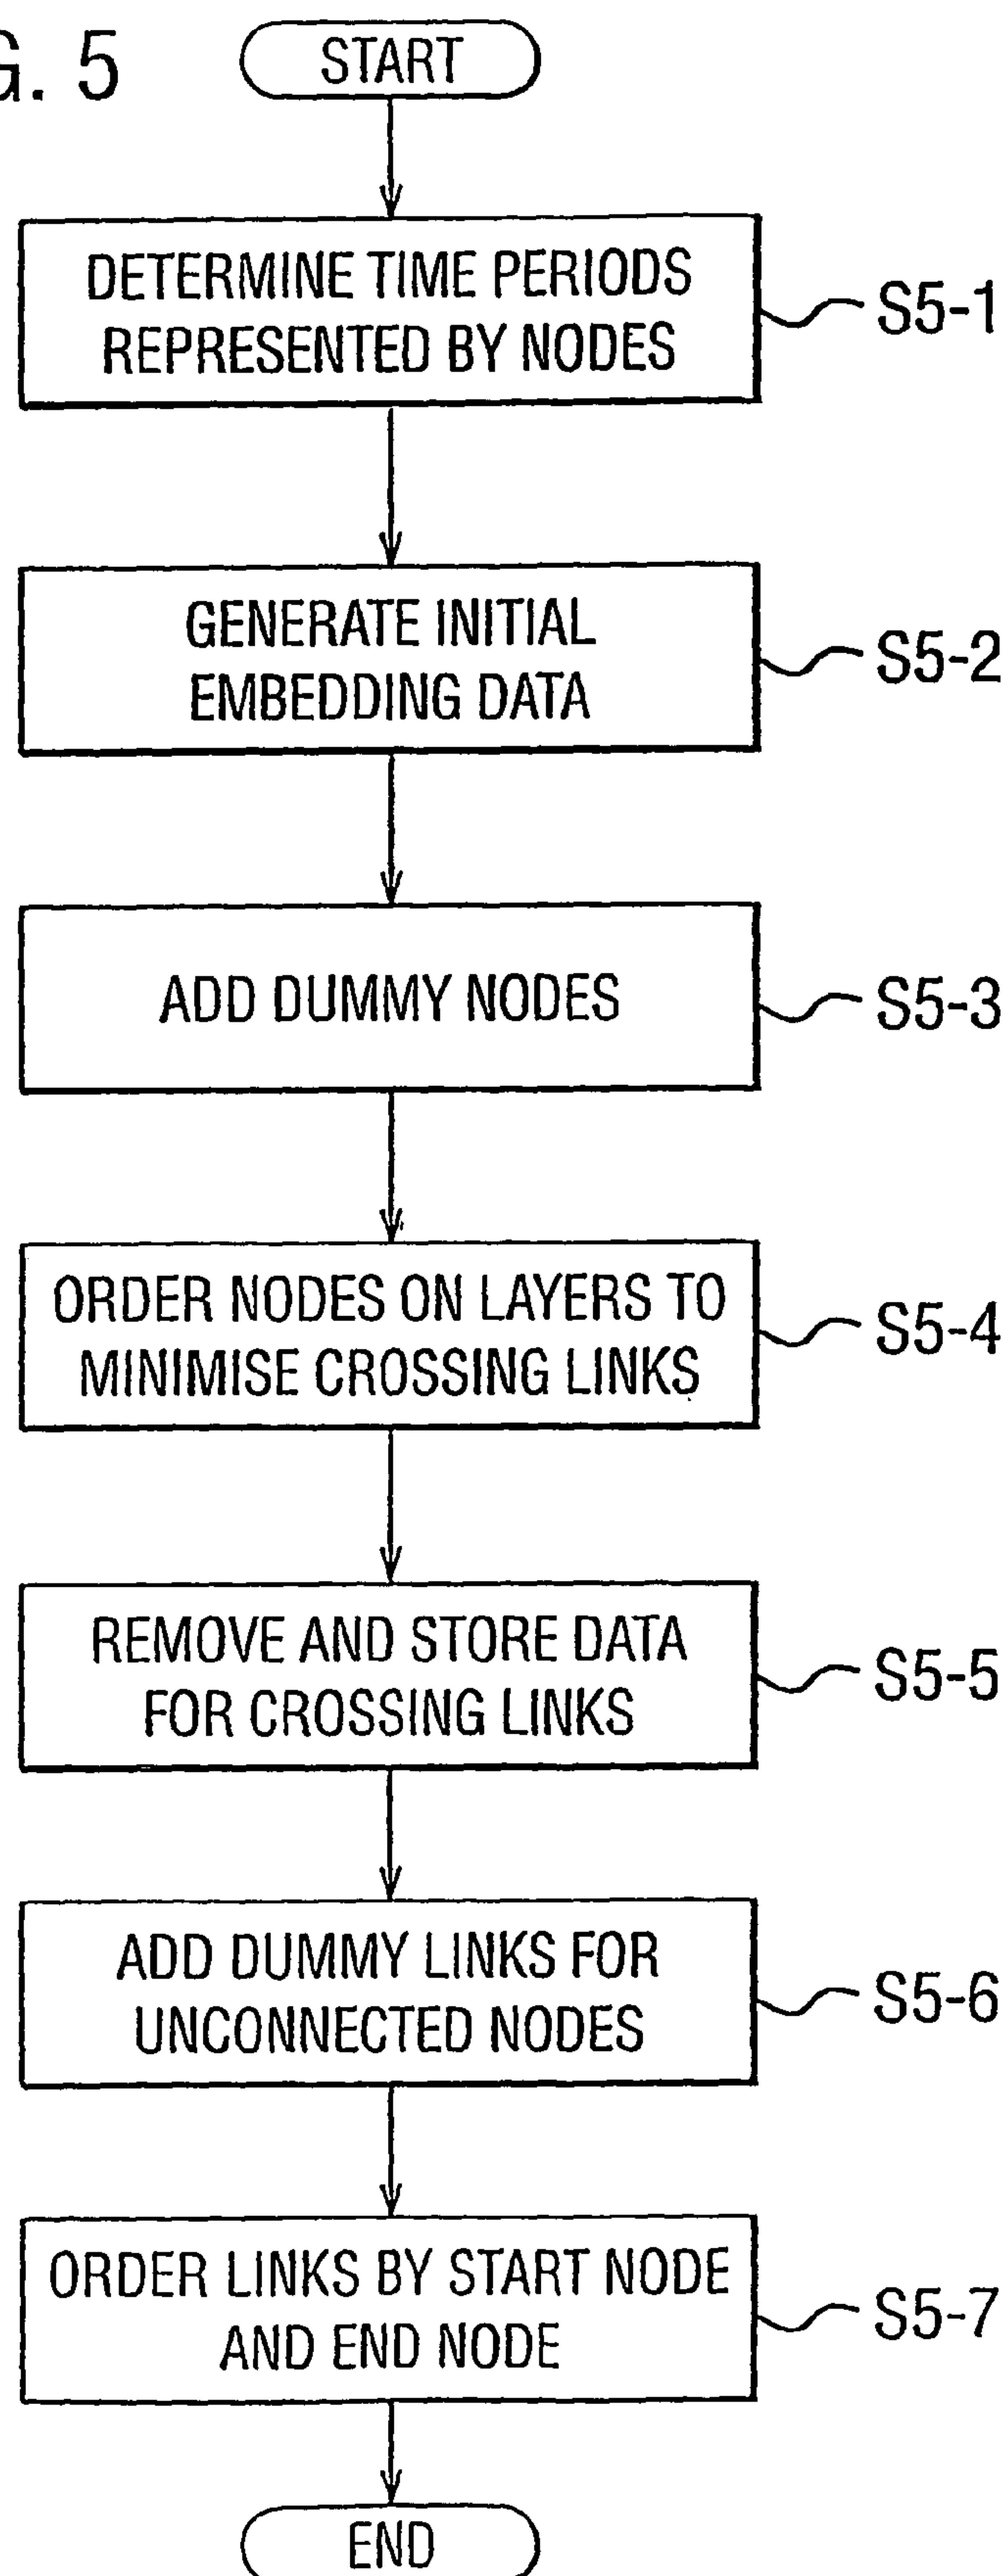 G. 5
START
DETERMINE TIME PERIODS
REPRESENTED BY NODES
S5-1
GENERATE INITIAL
EMBEDDING DATA
S5-2
ADD DUMMY NODES
S5-3
ORDER NODES ON LAYERS TO
MINIMISE CROSSING LINKS
S5-4
REMOVE AND STORE DATA
FOR CROSSING LINKS
S5-5
ADD DUMMY LINKS FOR
UNCONNECTED NODES
S5-6
ORDER LINKS BY START NODE
AND END NODE
S5-7
END